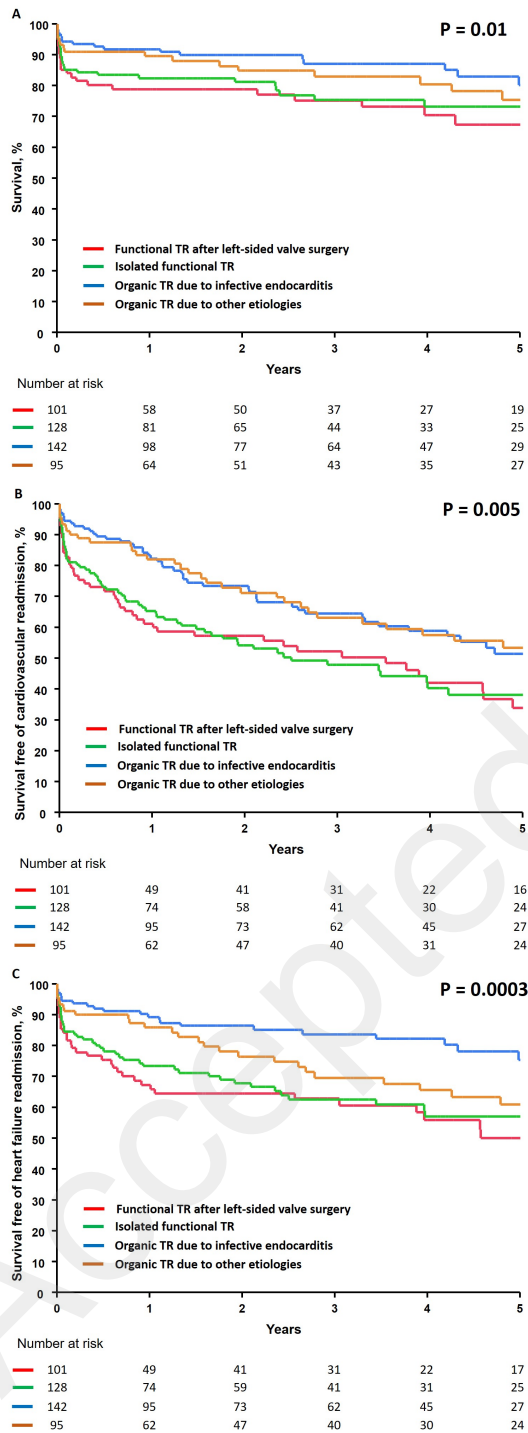 A
P = 0.01
100
90
80
70
60
50
40
30
20
10
0
Survival, %
Functional TR after left-sided valve surgery
Isolated functional TR
Organic TR due to infective endocarditis
Organic TR due to other etiologies
0 1 2 3 4 5
Years
Number at risk
101 58 50 37 27 19
128 81 65 44 33 25
142 98 77 64 47 29
95 64 51 43 35 27
B
P = 0.005
100
90
80
70
60
50
40
30
20
10
0
Survival free of cardiovascular readmission, %
Functional TR after left-sided valve surgery
Isolated functional TR
Organic TR due to infective endocarditis
Organic TR due to other etiologies
0 1 2 3 4 5
Years
Number at risk
101 49 41 31 22 16
128 74 58 41 30 24
142 95 73 62 45 27
95 62 47 40 31 24
C
P = 0.0003
100
90
80
70
60
50
40
30
20
10
0
Survival free of heart failure readmission, %
Functional TR after left-sided valve surgery
Isolated functional TR
Organic TR due to infective endocarditis
Organic TR due to other etiologies
0 1 2 3 4 5
Years
Number at risk
101 49 41 31 22 17
128 74 59 41 31 25
142 95 73 62 45 27
95 62 47 40 30 24
Accepted